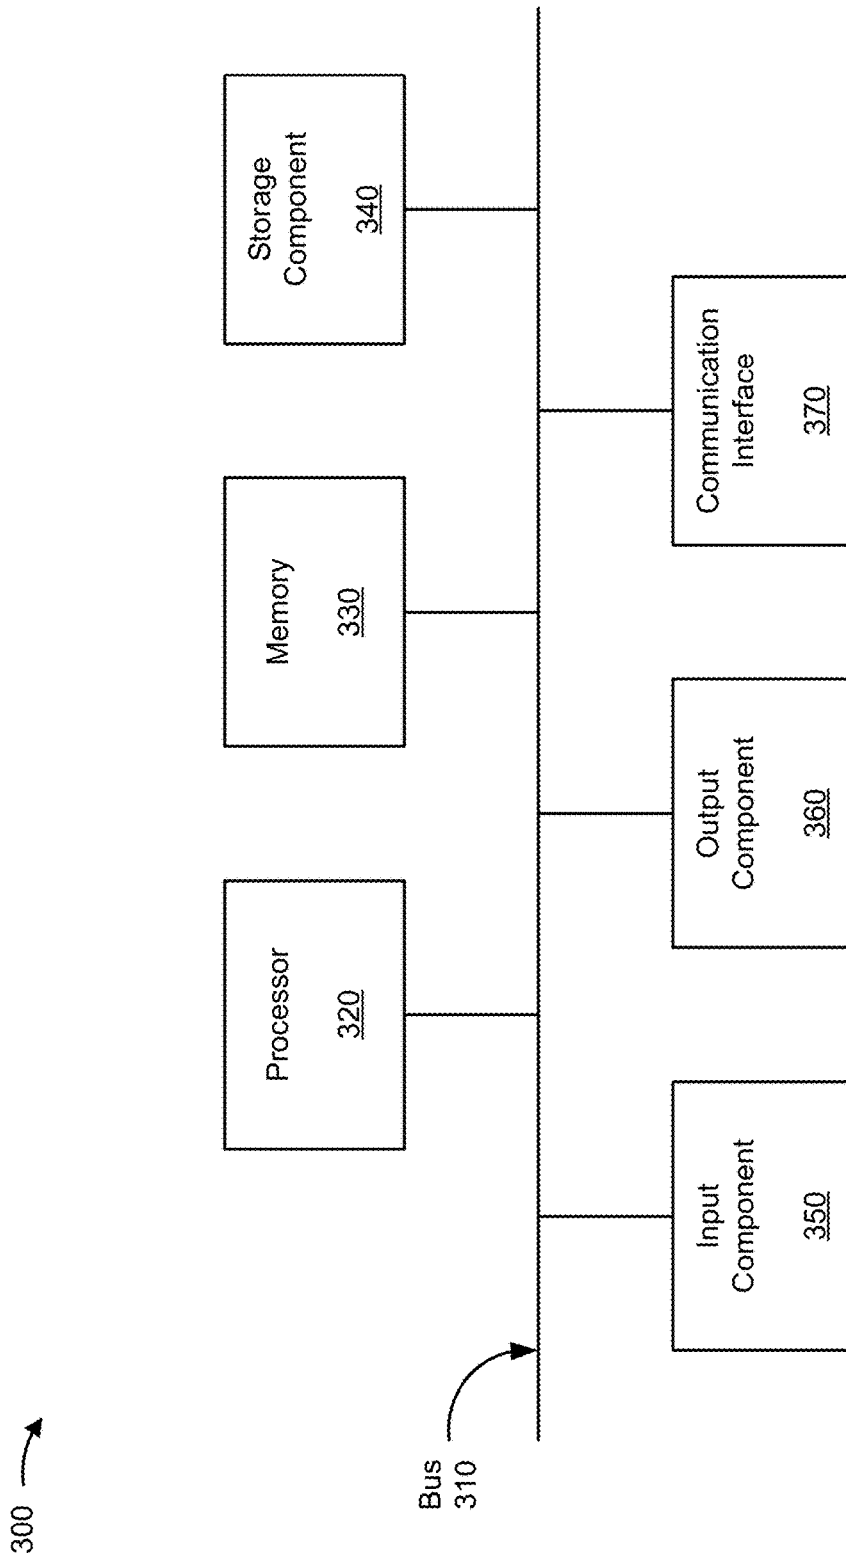 300
Bus
310
Processor
320
Memory
330
Storage
Component
340
Input
Component
350
Output
Component
360
Communication
Interface
370